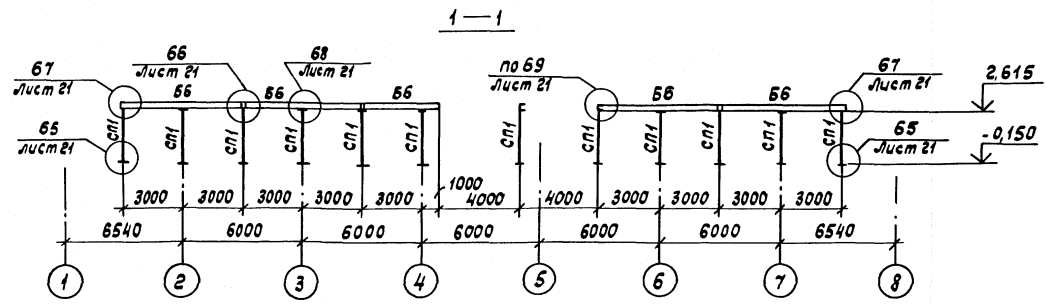 1 — 1
67
Лист 21
66
Лист 21
68
Лист 21
по 69
Лист 21
67
Лист 21
2,615
Б6 Б6 Б6 Б6 Б6
65
Лист 21
СП1 СП1 СП1 СП1 СП1 СП1 СП1 СП1 СП1 СП1 СП1 СП1
65
Лист 21
-0,150
3000 3000 3000 3000 3000 1000 4000 4000 3000 3000 3000 3000
6540 6000 6000 6000 6000 6000 6540
1 2 3 4 5 6 7 8